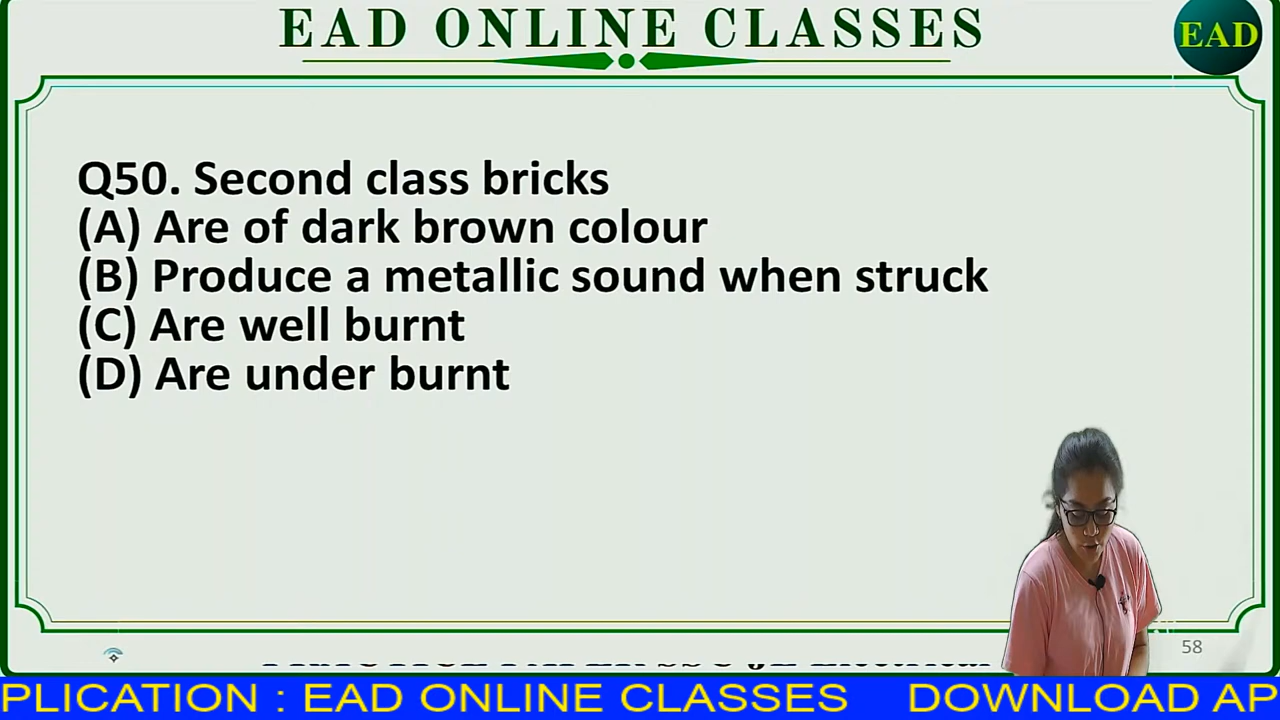 EAD ONLINE CLASSES
EAD
Q50. Second class bricks
(A) Are of dark brown colour
(B) Produce a metallic sound when struck
(C) Are well burnt
(D) Are under burnt
58
PLICATION : EAD ONLINE CLASSES DOWNLOAD AP